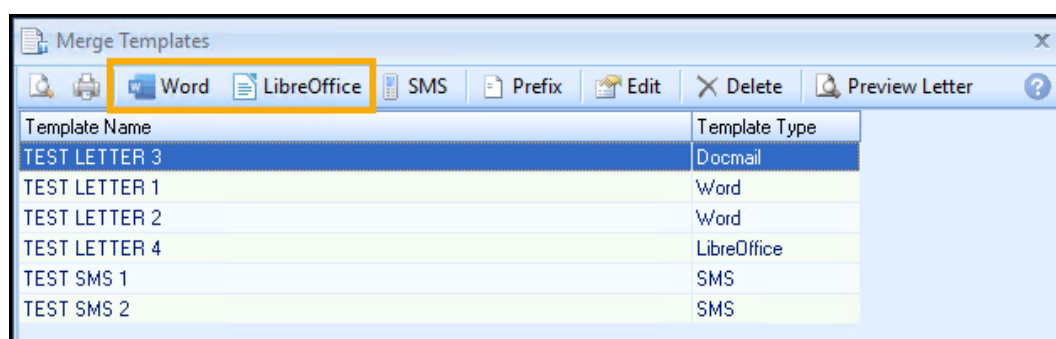 Merge Templates
Word LibreOffice SMS Prefix Edit Delete Preview Letter
Template Name Template Type
TEST LETTER 3 Docmail
TEST LETTER 1 Word
TEST LETTER 2 Word
TEST LETTER 4 LibreOffice
TEST SMS 1 SMS
TEST SMS 2 SMS